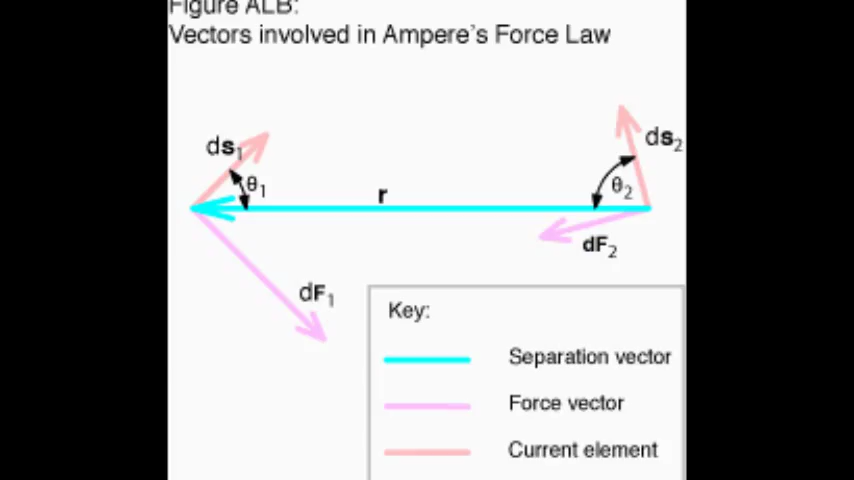 Figure ALB:
Vectors involved in Ampere's Force Law
ds₁
ds₂
θ₁
r
θ₂
dF₂
dF₁
Key:
Separation vector
Force vector
Current element